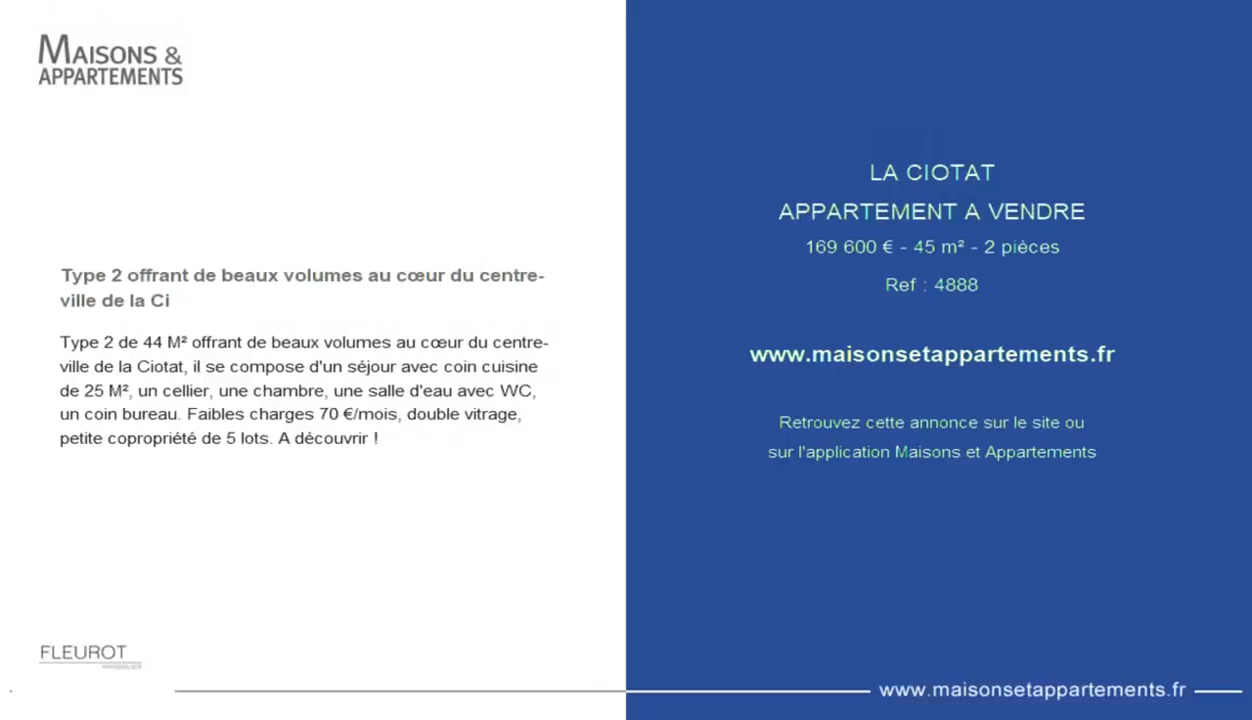 MAISONS &
APPARTEMENTS
Type 2 offrant de beaux volumes au cœur du centre-
ville de la Ci
Type 2 de 44 M² offrant de beaux volumes au cœur du centre-
ville de la Ciotat, il se compose d'un séjour avec coin cuisine
de 25 M², un cellier, une chambre, une salle d'eau avec WC,
un coin bureau. Faibles charges 70 €/mois, double vitrage,
petite copropriété de 5 lots. A découvrir !
FLEUROT
LA CIOTAT
APPARTEMENT A VENDRE
169 600 € - 45 m² - 2 pièces
Ref : 4888
www.maisonsetappartements.fr
Retrouvez cette annonce sur le site ou
sur l'application Maisons et Appartements
www.maisonsetappartements.fr